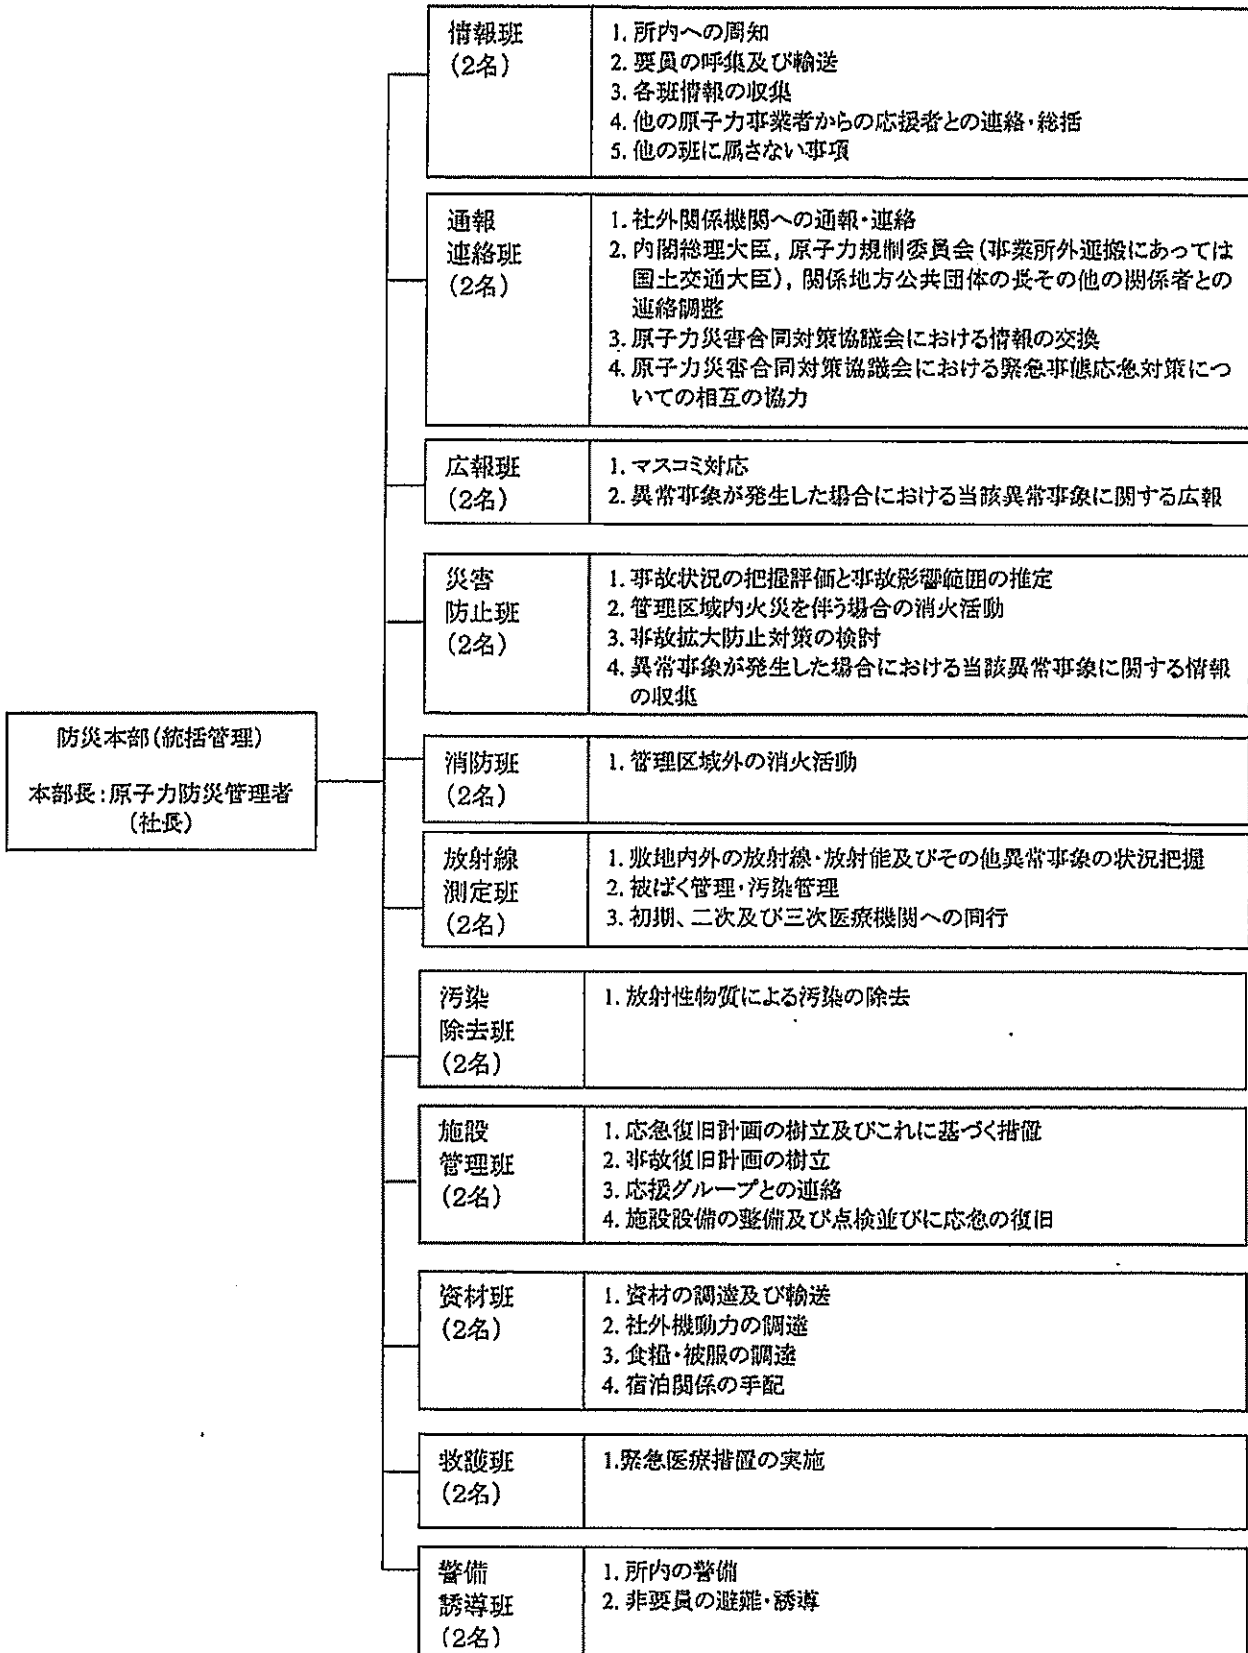 防災本部(統括管理)
本部長:原子力防災管理者
(社長)
情報班
(2名)
1. 所内への周知
2. 要員の呼集及び輸送
3. 各班情報の収集
4. 他の原子力事業者からの応援者との連絡・総括
5. 他の班に属さない事項
通報
連絡班
(2名)
1. 社外関係機関への通報・連絡
2. 内閣総理大臣, 原子力規制委員会(事業所外運搬にあっては
国土交通大臣), 関係地方公共団体の長その他の関係者との
連絡調整
3. 原子力災害合同対策協議会における情報の交換
4. 原子力災害合同対策協議会における緊急事態応急対策につ
いての相互の協力
広報班
(2名)
1. マスコミ対応
2. 異常事象が発生した場合における当該異常事象に関する広報
災害
防止班
(2名)
1. 事故状況の把握評価と事故影響範囲の推定
2. 管理区域内火災を伴う場合の消火活動
3. 事故拡大防止対策の検討
4. 異常事象が発生した場合における当該異常事象に関する情報
の収集
消防班
(2名)
1. 管理区域外の消火活動
放射線
測定班
(2名)
1. 敷地内外の放射線・放射能及びその他異常事象の状況把握
2. 被ばく管理・汚染管理
3. 初期、二次及び三次医療機関への同行
汚染
除去班
(2名)
1. 放射性物質による汚染の除去
施設
管理班
(2名)
1. 応急復旧計画の樹立及びこれに基づく措置
2. 事故復旧計画の樹立
3. 応援グループとの連絡
4. 施設設備の整備及び点検並びに応急の復旧
資材班
(2名)
1. 資材の調達及び輸送
2. 社外機動力の調達
3. 食糧・被服の調達
4. 宿泊関係の手配
救護班
(2名)
1.緊急医療措置の実施
警備
誘導班
(2名)
1. 所内の警備
2. 非要員の避難・誘導